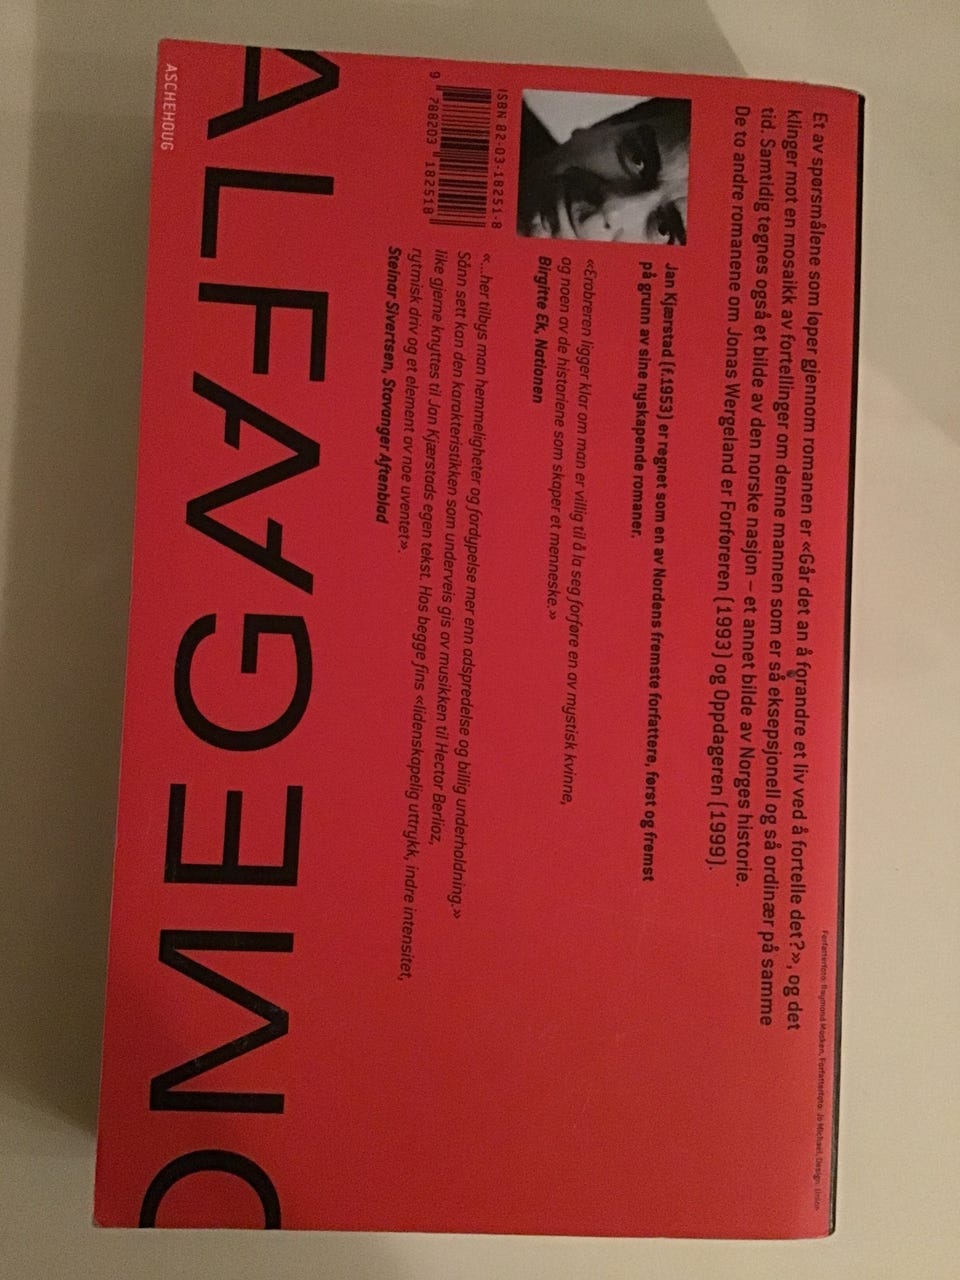 Et av spørsmålene som løper gjennom romanen er «Går det an å forandre et liv ved å fortelle det?», og det
klinger mot en mosaikk av fortellinger om denne mannen som er så eksepsjonell og så ordinær på samme
tid. Samtidig tegnes også et bilde av den norske nasjon – et annet bilde av Norges historie.
De to andre romanene om Jonas Wergeland er Forføreren (1993) og Oppdageren (1999).
Jan Kjærstad (f.1953) er regnet som en av Nordens fremste forfattere, først og fremst
på grunn av sine nyskapende romaner.
«Erobreren ligger klar om man er villig til å la seg forføre en av mystisk kvinne,
og noen av de historiene som skaper et menneske.»
Birgitte Ek, Nationen
«...her tilbys man hemmeligheter og fordypelse mer enn adspredelse og billig underholdning.»
Sånn sett kan den karakteristikken som underveis gis av musikken til Hector Berlioz,
like gjerne knyttes til Jan Kjærstads egen tekst. Hos begge fins «lidenskapelig uttrykk, indre intensitet,
rytmisk driv og et element av noe uventet».
Steinar Sivertsen, Stavanger Aftenblad
ISBN 82-03-18251-8
9 788203 182518
Forfatterfoto: Jo Michael, Design:
ALFAGAEMO
ASCHEHOUG